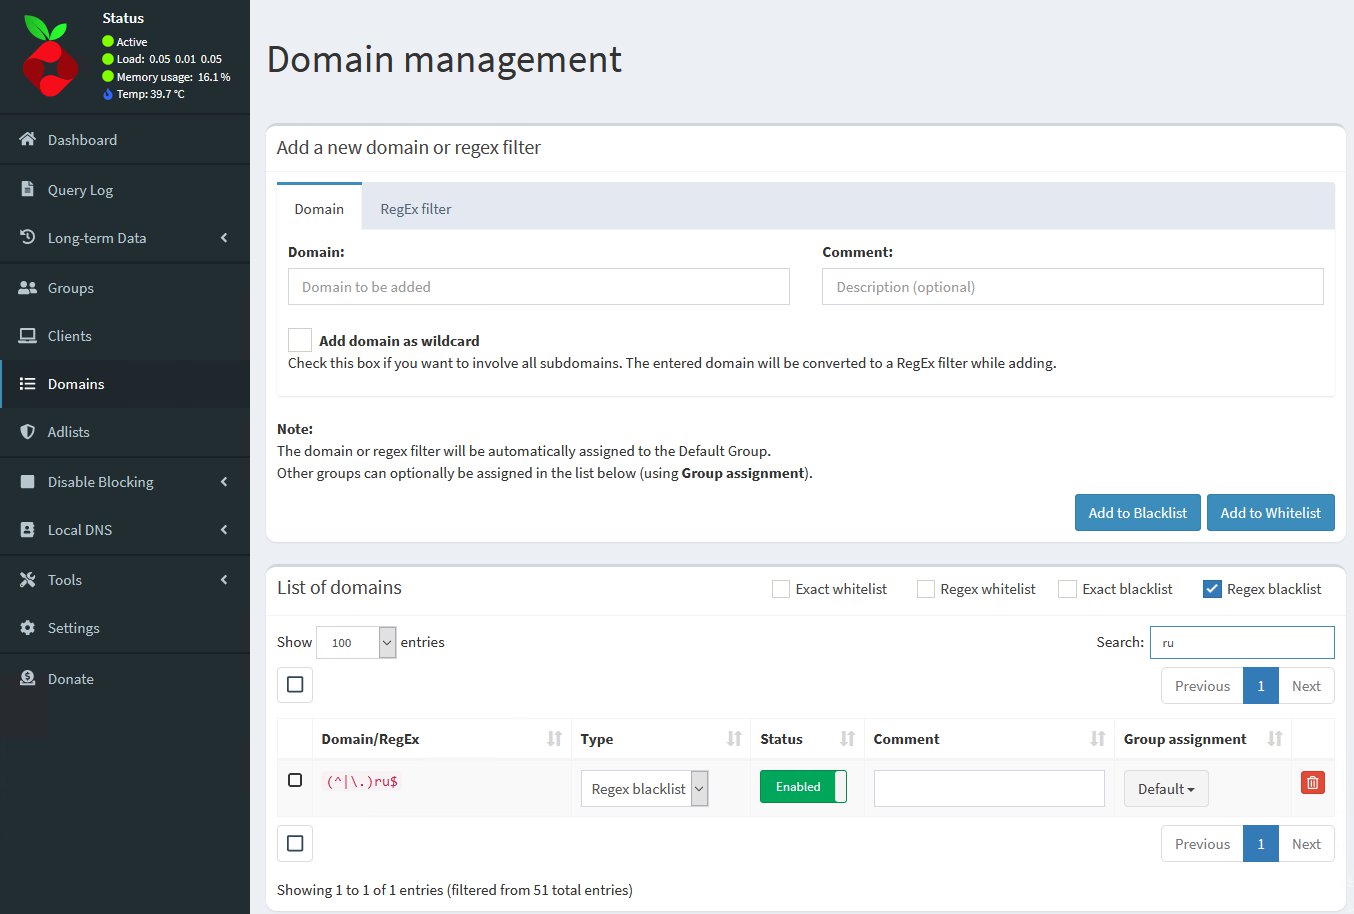 Status
Active
Load: 0.05 0.01 0.05
Memory usage: 16.1 %
Temp: 39.7 °C
Dashboard
Query Log
Long-term Data
Groups
Clients
Domains
Adlists
Disable Blocking
Local DNS
Tools
Settings
Donate
Domain management
Add a new domain or regex filter
Domain RegEx filter
Domain: Comment:
Domain to be added Description (optional)
Add domain as wildcard
Check this box if you want to involve all subdomains. The entered domain will be converted to a RegEx filter while adding.
Note:
The domain or regex filter will be automatically assigned to the Default Group.
Other groups can optionally be assigned in the list below (using Group assignment).
Add to Blacklist Add to Whitelist
List of domains Exact whitelist Regex whitelist Exact blacklist Regex blacklist
Show 100 entries Search: ru
Previous 1 Next
Domain/RegEx Type Status Comment Group assignment
(^|\.)ru$ Regex blacklist Enabled Default
Previous 1 Next
Showing 1 to 1 of 1 entries (filtered from 51 total entries)